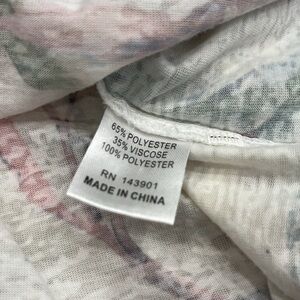 65% POLYESTER
35% VISCOSE
100% POLYESTER
RN 143901
MADE IN CHINA